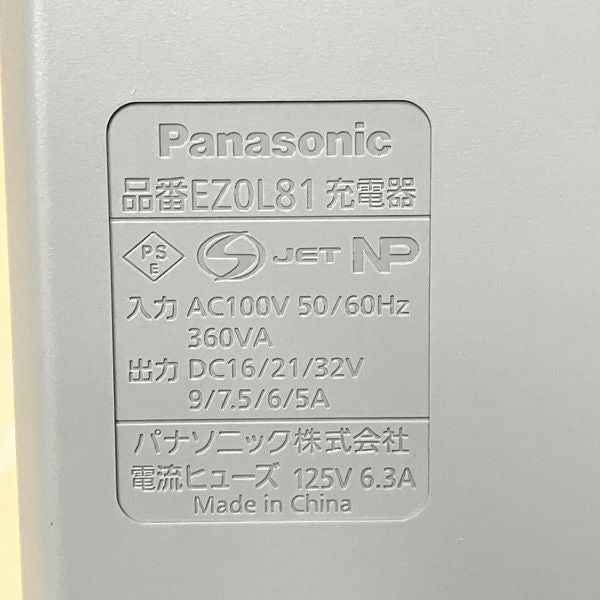 Panasonic
品番EZ0L81 充電器
PS E JET NP
入力 AC100V 50/60Hz
360VA
出力 DC16/21/32V
9/7.5/6/5A
パナソニック株式会社
電流ヒューズ 125V 6.3A
Made in China